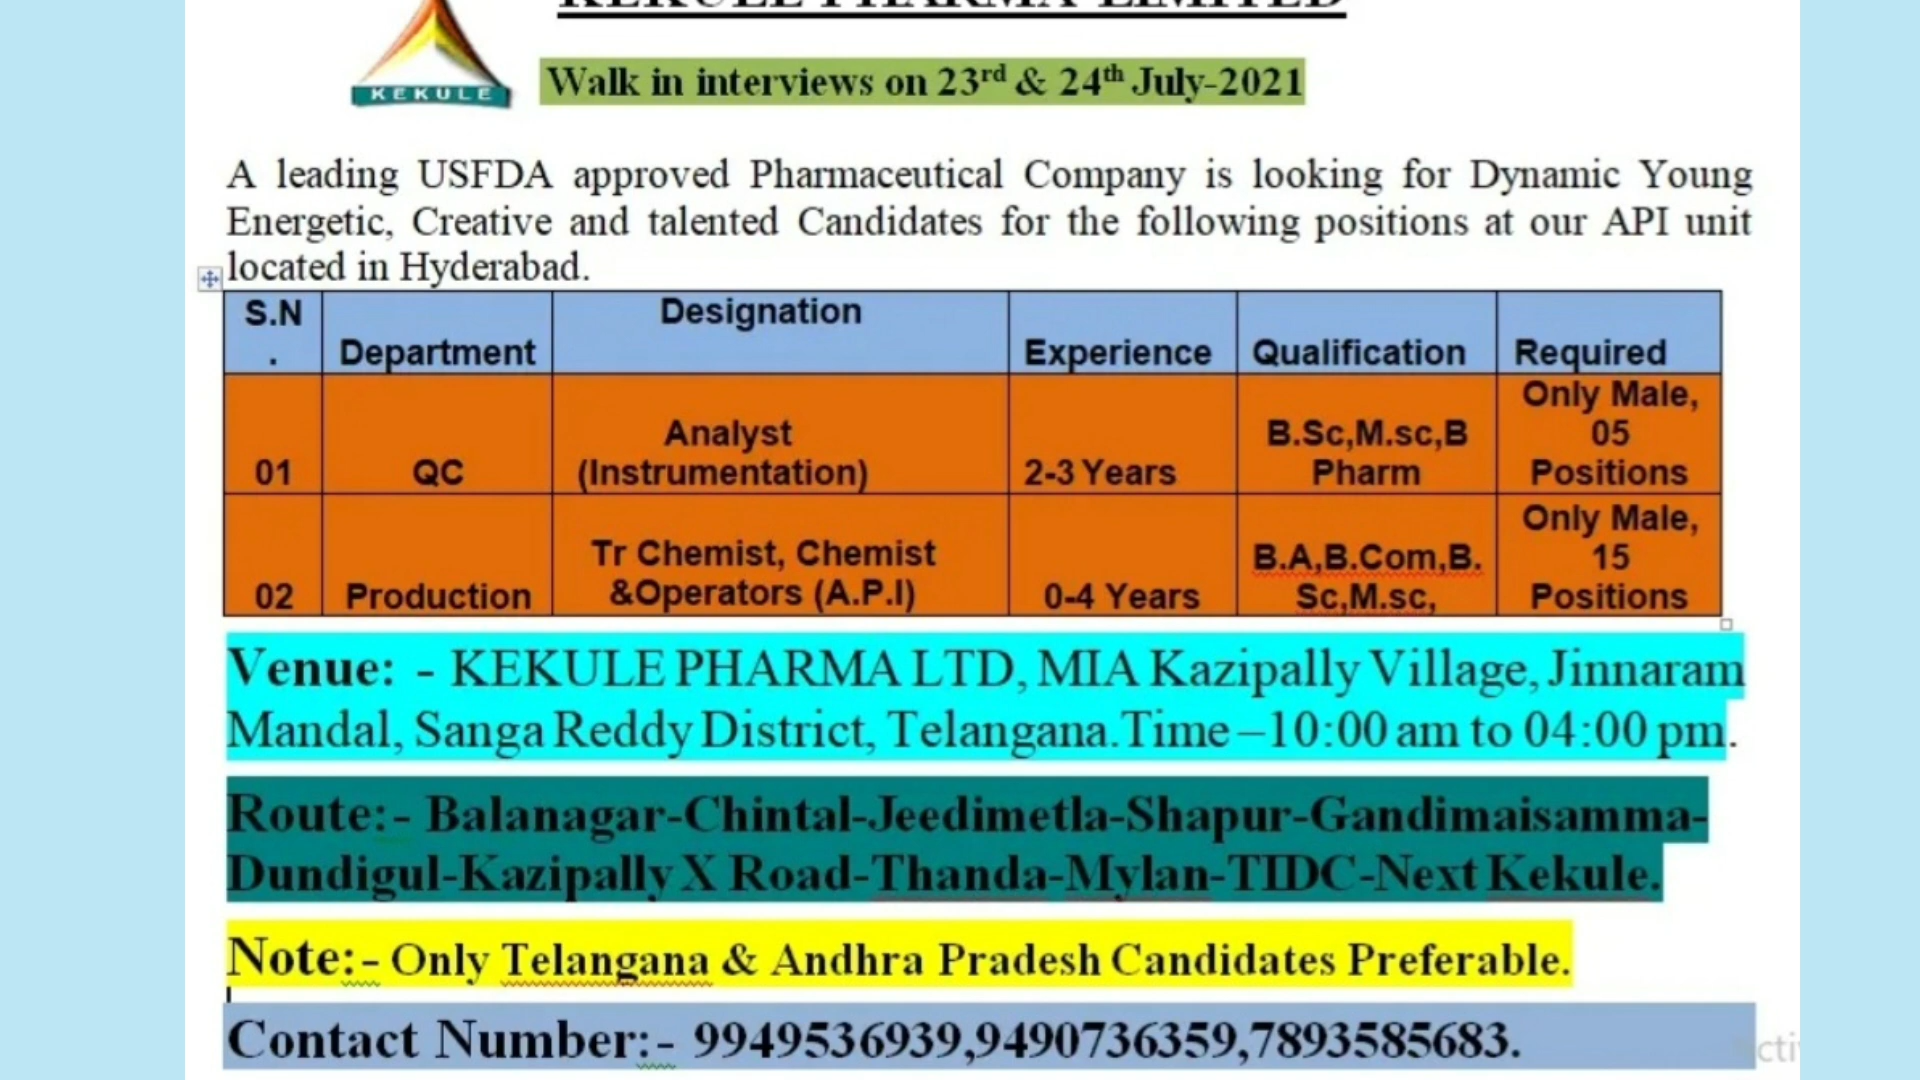 KEKULE PHARMA LIMITED
KEKULE
Walk in interviews on 23rd & 24th July-2021
A leading USFDA approved Pharmaceutical Company is looking for Dynamic Young
Energetic, Creative and talented Candidates for the following positions at our API unit
located in Hyderabad.
S.N
. Department Designation Experience Qualification Required
01 QC Analyst
(Instrumentation) 2-3 Years B.Sc,M.sc,B
Pharm Only Male,
05
Positions
02 Production Tr Chemist, Chemist
&Operators (A.P.I) 0-4 Years B.A,B.Com,B.
Sc,M.sc, Only Male,
15
Positions
Venue: - KEKULE PHARMA LTD, MIA Kazipally Village, Jinnaram
Mandal, Sanga Reddy District, Telangana.Time –10:00 am to 04:00 pm.
Route:- Balanagar-Chintal-Jeedimetla-Shapur-Gandimaisamma-
Dundigul-Kazipally X Road-Thanda-Mylan-TIDC-Next Kekule.
Note:- Only Telangana & Andhra Pradesh Candidates Preferable.
Contact Number:- 9949536939,9490736359,7893585683.